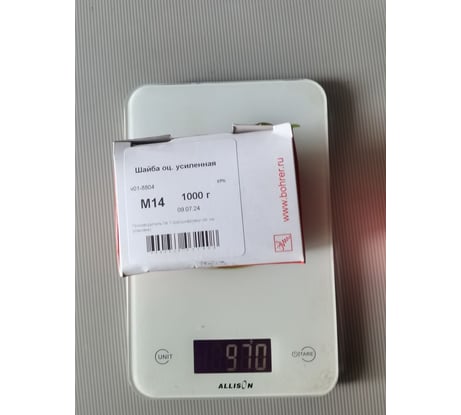 Шайба оц. усиленная
v01-8804
M14 1000 г
09.07.24
www.bohrer.ru
UNIT
970
TARE
ALLISON